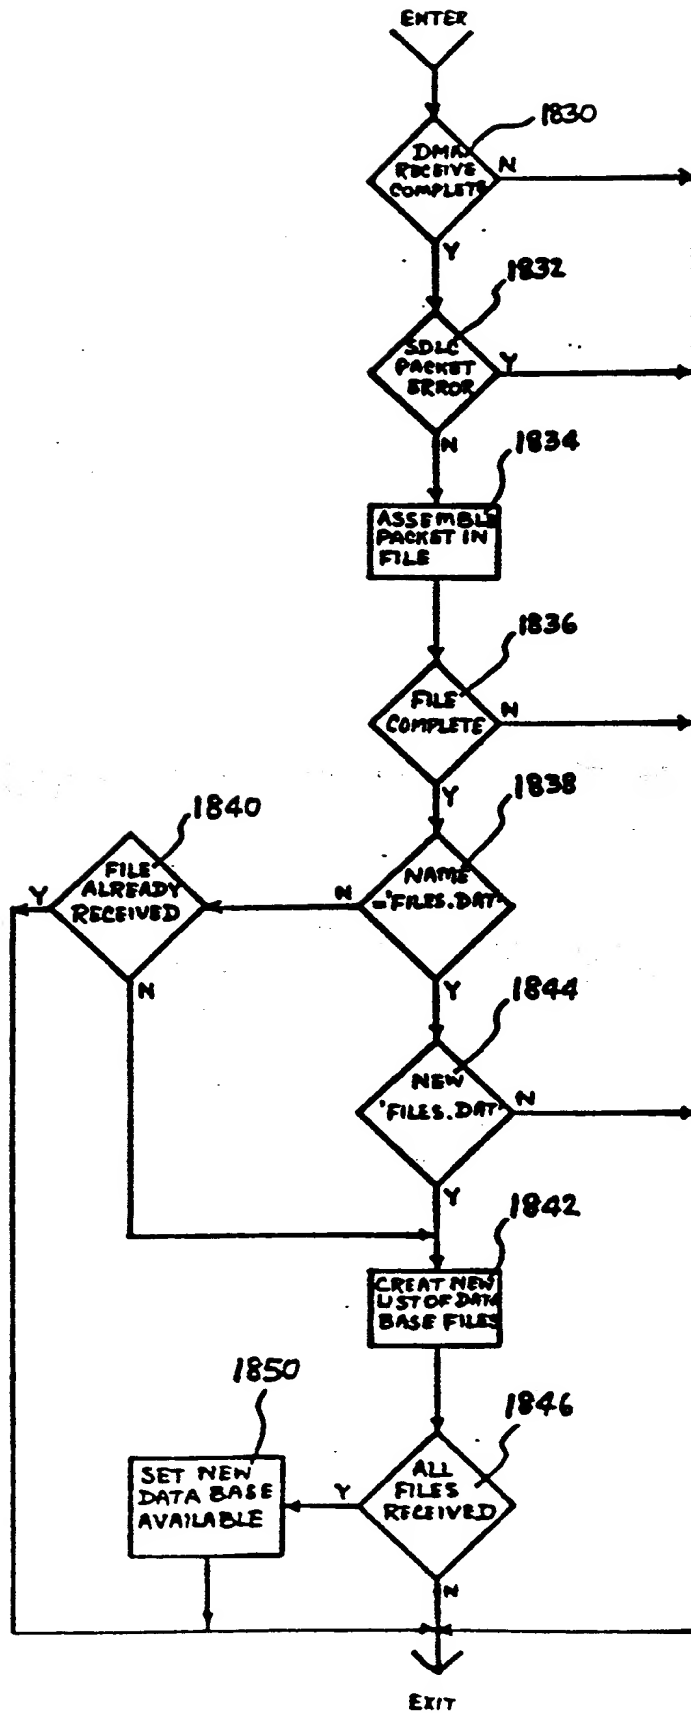 ENTER
1830
DMA
RECEIVE
COMPLETE
N
Y
1832
SDLC
PACKET
ERROR
Y
N
1834
ASSEMBLE
PACKET IN
FILE
1836
FILE
COMPLETE
N
Y
1838
NAME
='FILES.DAT'
N
Y
1840
FILE
ALREADY
RECEIVED
Y
N
1844
NEW
'FILES.DAT'
N
Y
1842
CREAT NEW
LIST OF DATA
BASE FILES
1846
ALL
FILES
RECEIVED
Y
N
1850
SET NEW
DATA BASE
AVAILABLE
EXIT